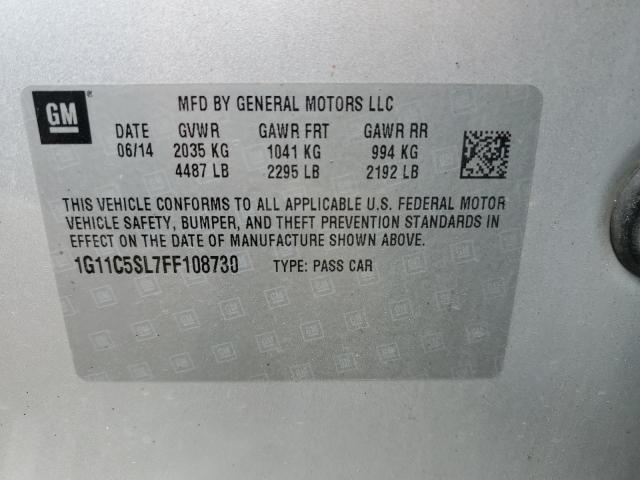 GM
MFD BY GENERAL MOTORS LLC
DATE GVWR GAWR FRT GAWR RR
06/14 2035 KG 1041 KG 994 KG
4487 LB 2295 LB 2192 LB
THIS VEHICLE CONFORMS TO ALL APPLICABLE U.S. FEDERAL MOTOR
VEHICLE SAFETY, BUMPER, AND THEFT PREVENTION STANDARDS IN
EFFECT ON THE DATE OF MANUFACTURE SHOWN ABOVE.
1G11C5SL7FF108730 TYPE: PASS CAR